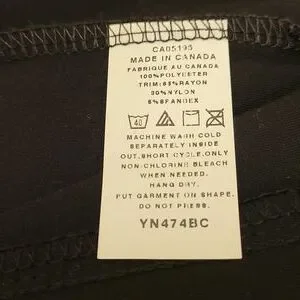 CA05195
MADE IN CANADA
FABRIQUE AU CANADA
100%POLYESTER
TRIM:65%RAYON
30%NYLON
5%SPANDEX
40
MACHINE WASH COLD
SEPARATELY INSIDE
OUT.SHORT CYCLE.ONLY
NON-CHLORINE BLEACH
WHEN NEEDED.
HANG DRY.
PUT GARMENT ON SHAPE.
DO NOT PRESS.
YN474BC